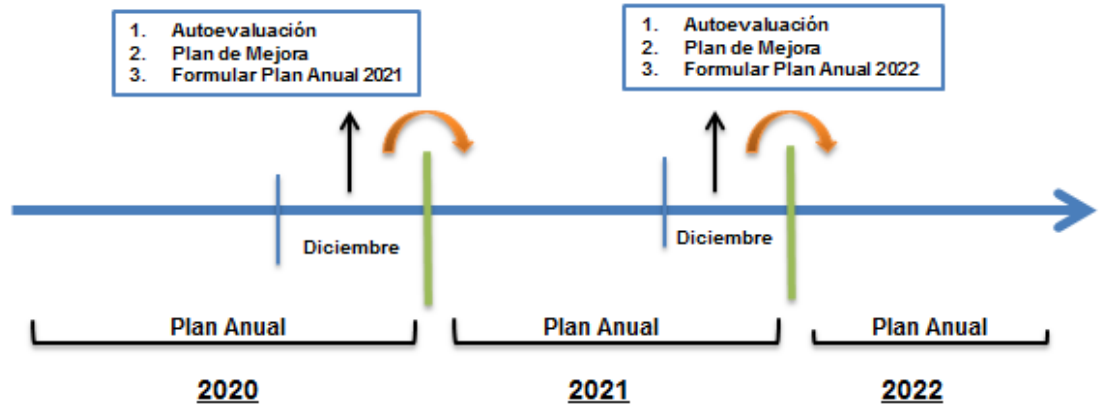 1. Autoevaluación
2. Plan de Mejora
3. Formular Plan Anual 2021
1. Autoevaluación
2. Plan de Mejora
3. Formular Plan Anual 2022
Diciembre
Diciembre
Plan Anual
Plan Anual
Plan Anual
2020
2021
2022